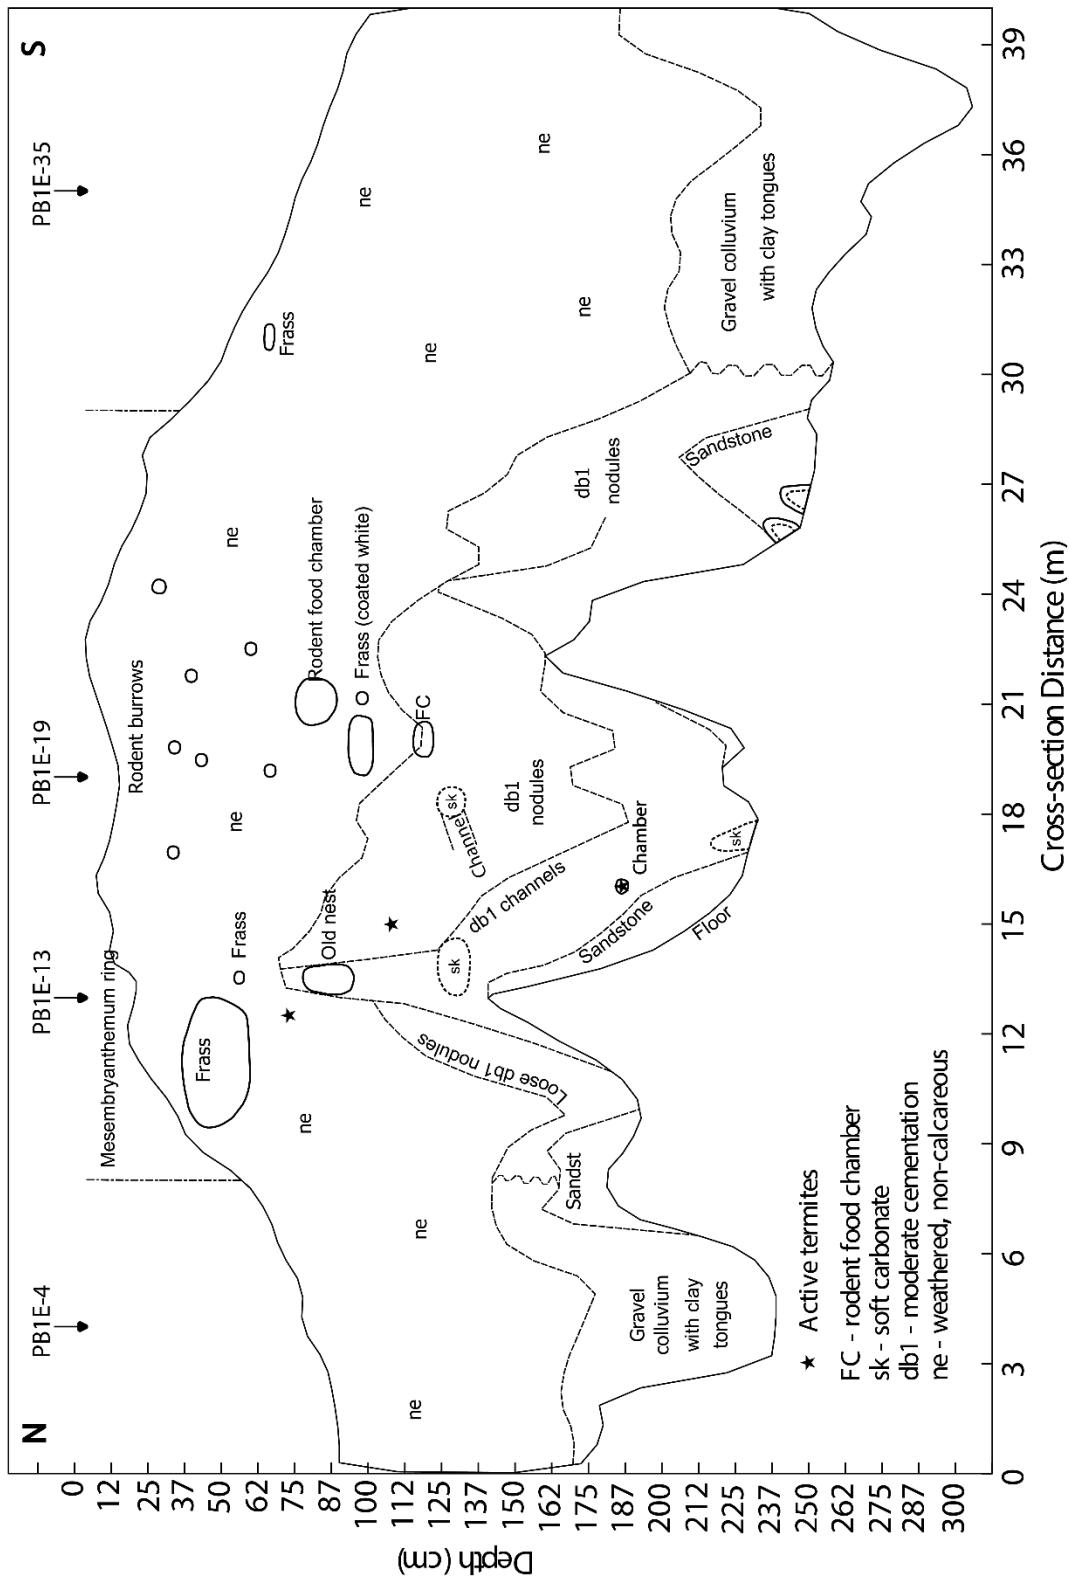 N
S
PB1E-4
PB1E-13
PB1E-19
PB1E-35
Mesembryanthemum ring
Rodent burrows
Frass
Frass
ne
ne
ne
ne
ne
Frass
ne
ne
ne
ne
ne
Rodent food chamber
Frass (coated white)
FC
Old nest
sk
Channel
sk
db1
nodules
db1 channels
Loose db1 nodules
Sandst
Gravel
colluvium
with clay
tongues
Chamber
Sandstone
Floor
sk
db1
nodules
Sandstone
Gravel colluvium
with clay tongues
★ Active termites
FC - rodent food chamber
sk - soft carbonate
db1 - moderate cementation
ne - weathered, non-calcareous
Depth (cm)
0
12
25
37
50
62
75
87
100
112
125
137
150
162
175
187
200
212
225
237
250
262
275
287
300
0
3
6
9
12
15
18
21
24
27
30
33
36
39
Cross-section Distance (m)